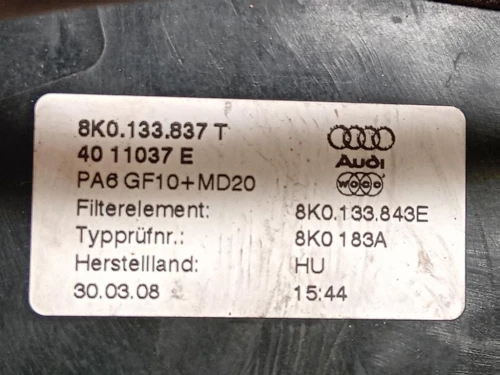 8K0.133.837 T
40 11037 E
Audi
PA6 GF10+MD20
WOCO
Filterelement: 8K0.133.843E
Typprüfnr.: 8K0 183A
Herstellland: HU
30.03.08 15:44